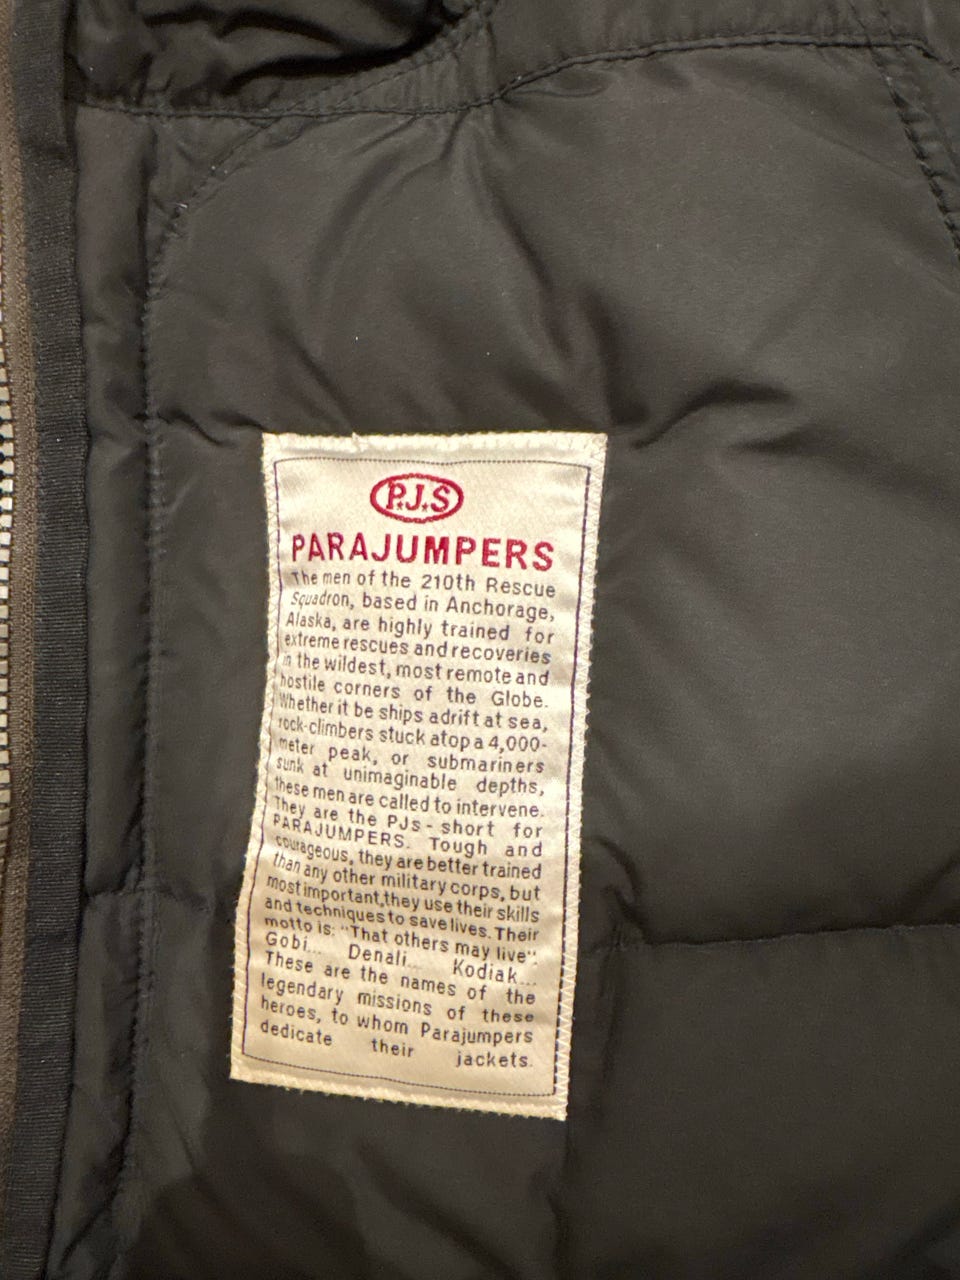 P.J.S
PARAJUMPERS
The men of the 210th Rescue
Squadron, based in Anchorage,
Alaska, are highly trained for
extreme rescues and recoveries
in the wildest, most remote and
hostile corners of the Globe.
Whether it be ships adrift at sea,
rock-climbers stuck atop a 4,000-
meter peak, or submariners
sunk at unimaginable depths,
these men are called to intervene.
They are the PJs - short for
PARAJUMPERS. Tough and
courageous, they are better trained
than any other military corps, but
most important, they use their skills
and techniques to save lives. Their
motto is: "That others may live".
Gobi... Denali... Kodiak...
These are the names of the
legendary missions of these
heroes, to whom Parajumpers
dedicate their jackets.